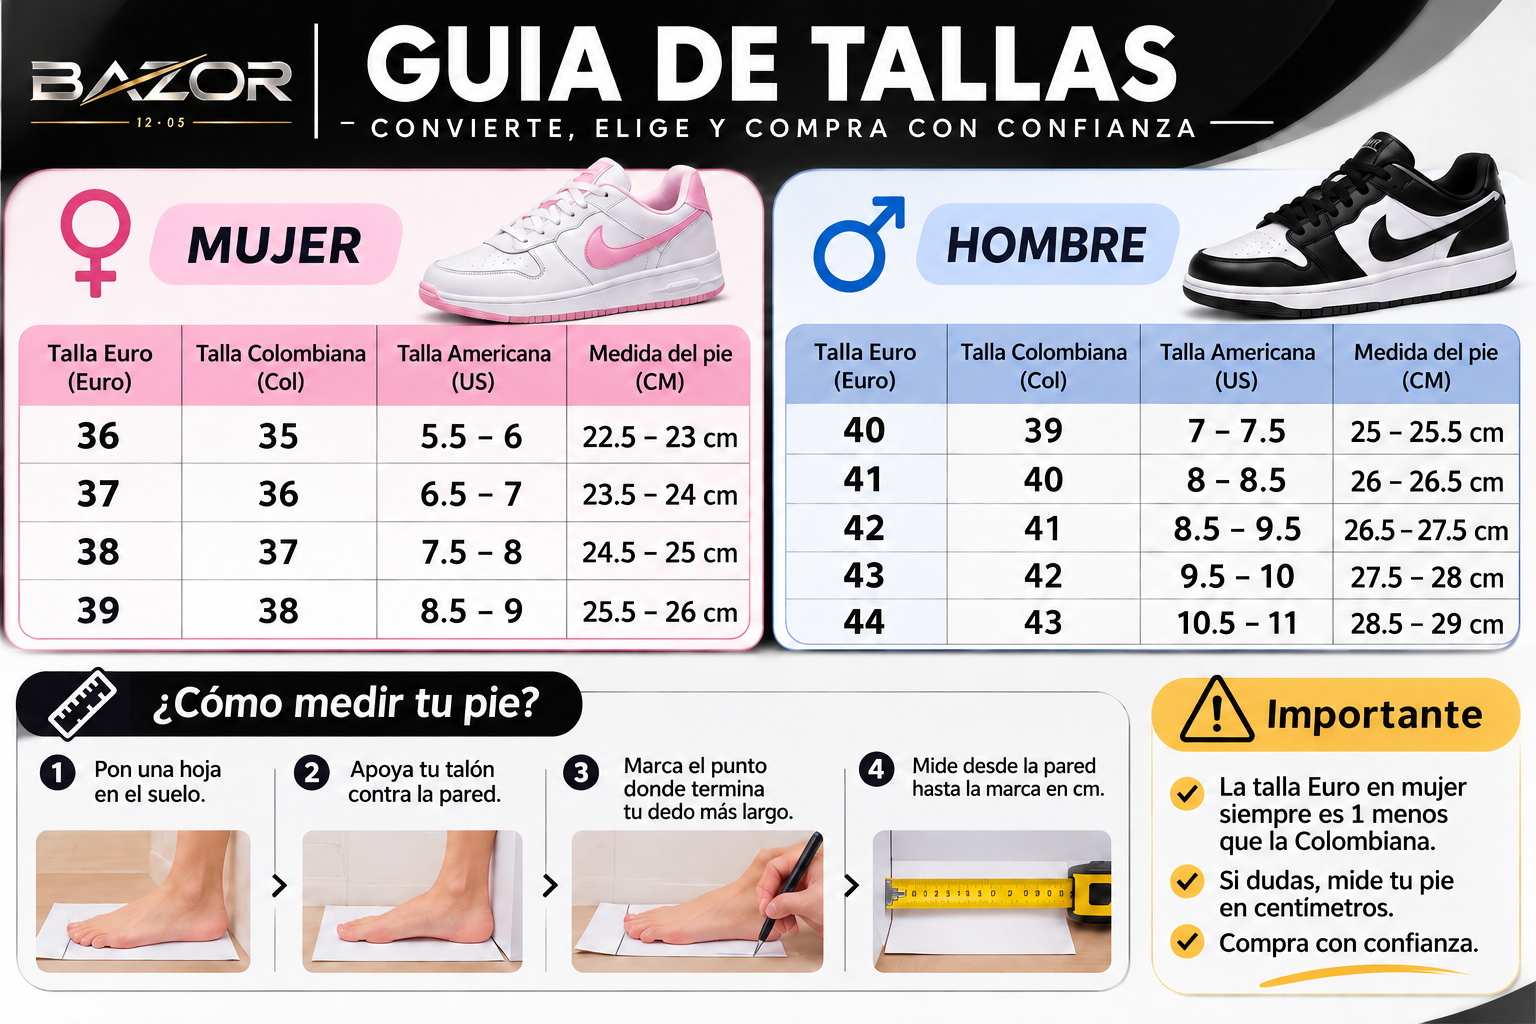 BAZOR
12·05
GUIA DE TALLAS
CONVIERTE, ELIGE Y COMPRA CON CONFIANZA
MUJER
Talla Euro (Euro) Talla Colombiana (Col) Talla Americana (US) Medida del pie (CM)
36 35 5.5 – 6 22.5 – 23 cm
37 36 6.5 – 7 23.5 – 24 cm
38 37 7.5 – 8 24.5 – 25 cm
39 38 8.5 – 9 25.5 – 26 cm
HOMBRE
Talla Euro (Euro) Talla Colombiana (Col) Talla Americana (US) Medida del pie (CM)
40 39 7 – 7.5 25 – 25.5 cm
41 40 8 – 8.5 26 – 26.5 cm
42 41 8.5 – 9.5 26.5 – 27.5 cm
43 42 9.5 – 10 27.5 – 28 cm
44 43 10.5 – 11 28.5 – 29 cm
¿Cómo medir tu pie?
1 Pon una hoja
en el suelo.
2 Apoya tu talón
contra la pared.
3 Marca el punto
donde termina
tu dedo más largo.
4 Mide desde la pared
hasta la marca en cm.
Importante
La talla Euro en mujer
siempre es 1 menos
que la Colombiana.
Si dudas, mide tu pie
en centímetros.
Compra con confianza.